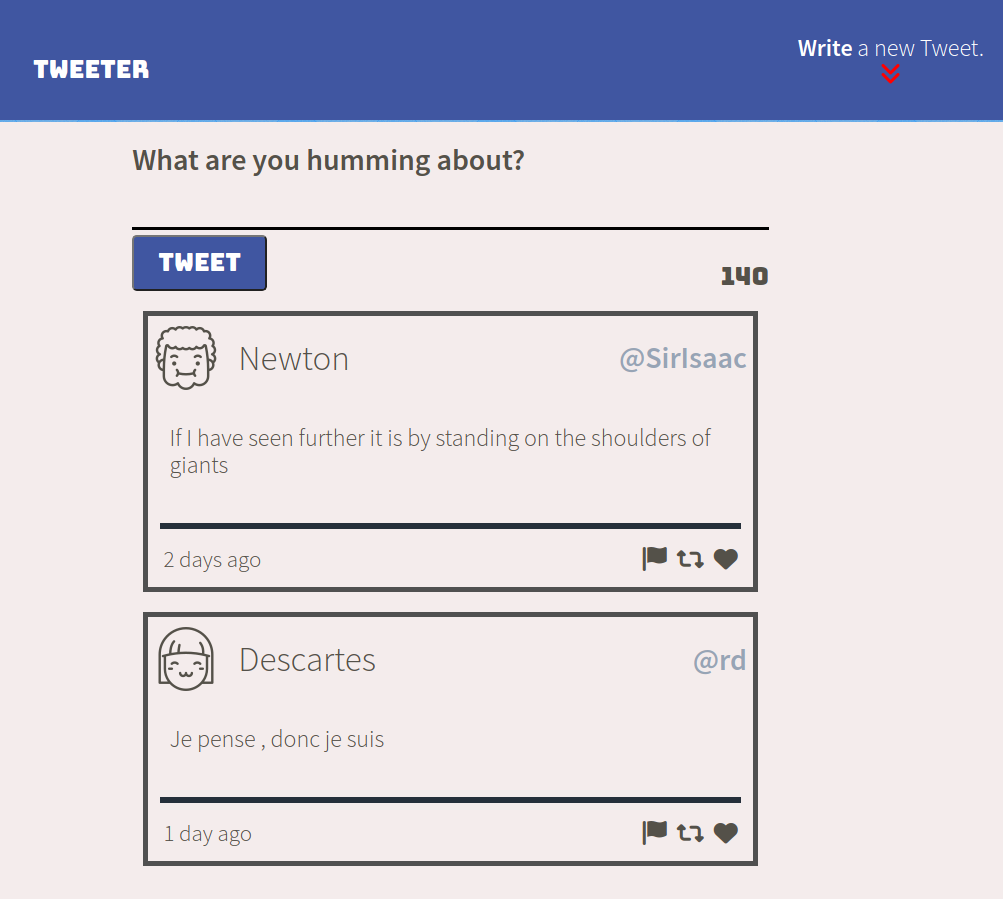 TWEETER
Write a new Tweet.
What are you humming about?
TWEET
140
Newton
@SirIsaac
If I have seen further it is by standing on the shoulders of
giants
2 days ago
Descartes
@rd
Je pense , donc je suis
1 day ago